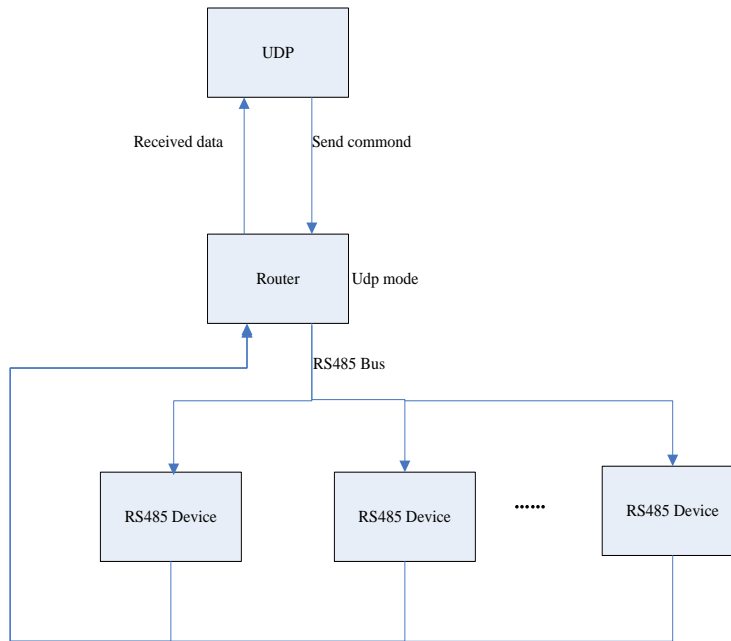 UDP
Received data
Send commond
Router
Udp mode
RS485 Bus
RS485 Device
RS485 Device
......
RS485 Device